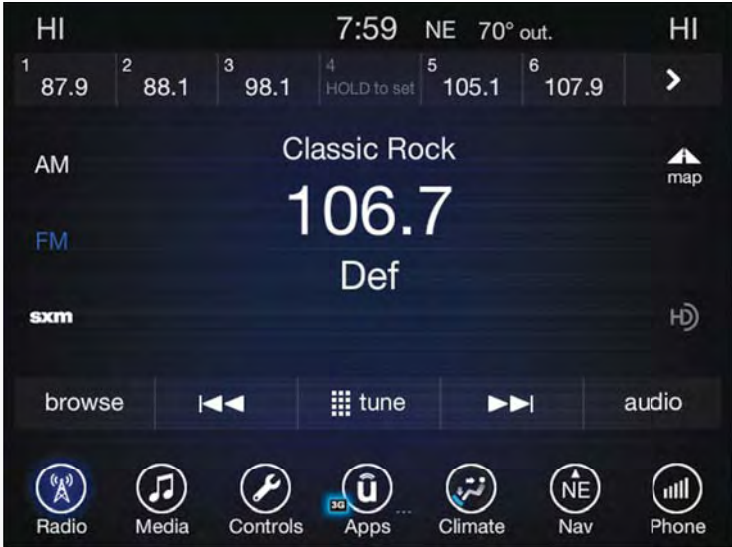 HI 7:59 NE 70° out. HI
1 87.9 2 88.1 3 98.1 4 HOLD to set 5 105.1 6 107.9
AM
Classic Rock
map
106.7
FM
Def
sxm
HD
browse tune audio
3G û NE
Radio Media Controls Apps ... Climate Nav Phone